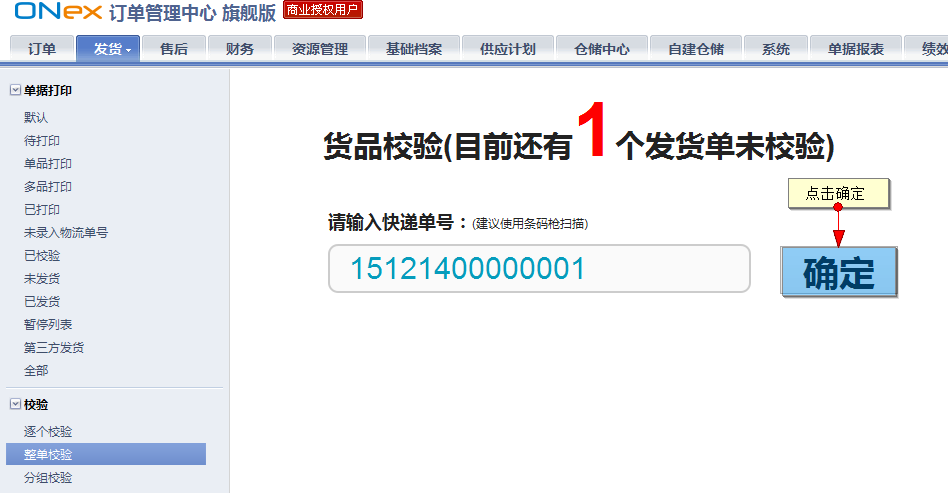 ONex 订单管理中心 旗舰版 商业授权用户
订单 发货 售后 财务 资源管理 基础档案 供应计划 仓储中心 自建仓储 系统 单据报表 绩效
单据打印
默认
待打印
单品打印
多品打印
已打印
未录入物流单号
已校验
未发货
已发货
暂停列表
第三方发货
全部
校验
逐个校验
整单校验
分组校验
货品校验(目前还有1个发货单未校验)
点击确定
请输入快递单号：(建议使用条码枪扫描)
15121400000001
确定